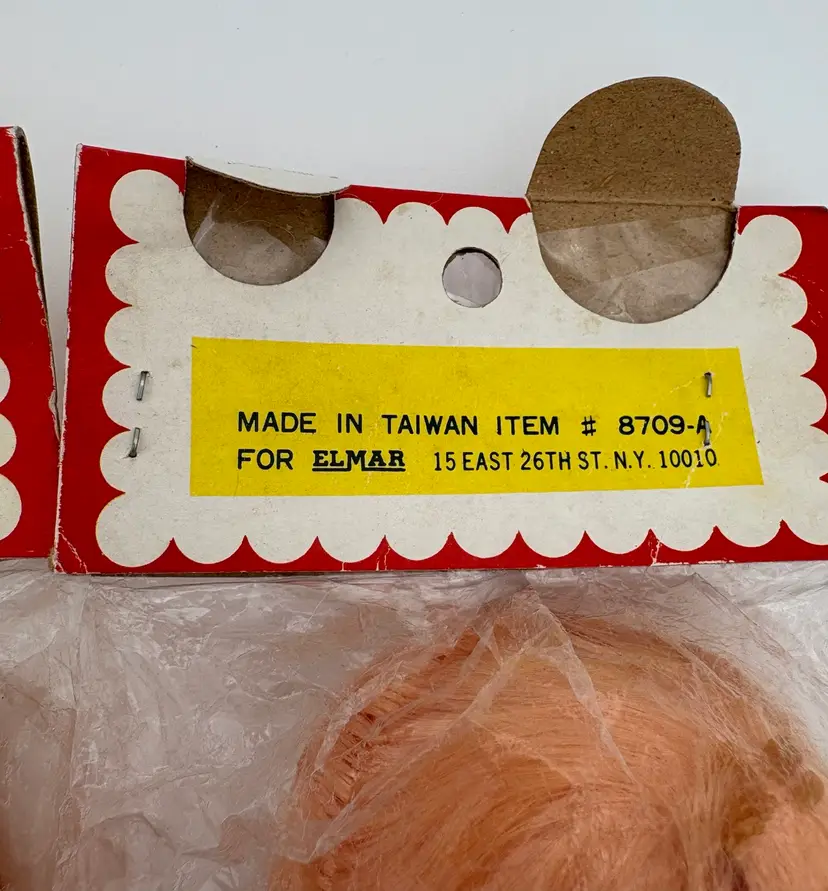 MADE IN TAIWAN ITEM # 8709-A
FOR ELMAR 15 EAST 26TH ST. N.Y. 10010